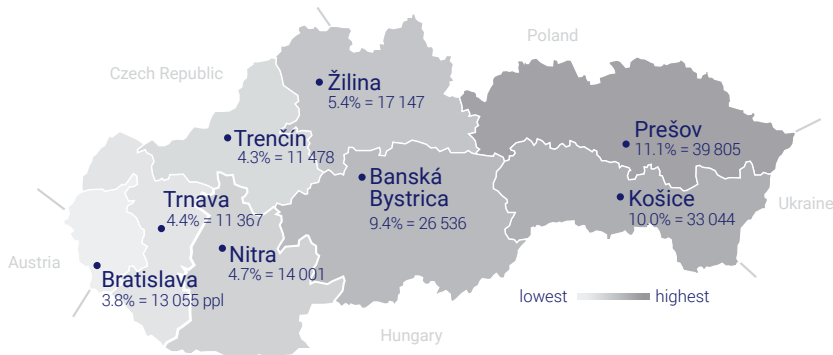 Poland
Czech Republic
Žilina
5.4% = 17 147
Trenčín
4.3% = 11 478
Prešov
11.1% = 39 805
Banská
Bystrica
9.4% = 26 536
Trnava
4.4% = 11 367
Košice
10.0% = 33 044
Ukraine
Nitra
4.7% = 14 001
Austria
Bratislava
3.8% = 13 055 ppl
lowest highest
Hungary